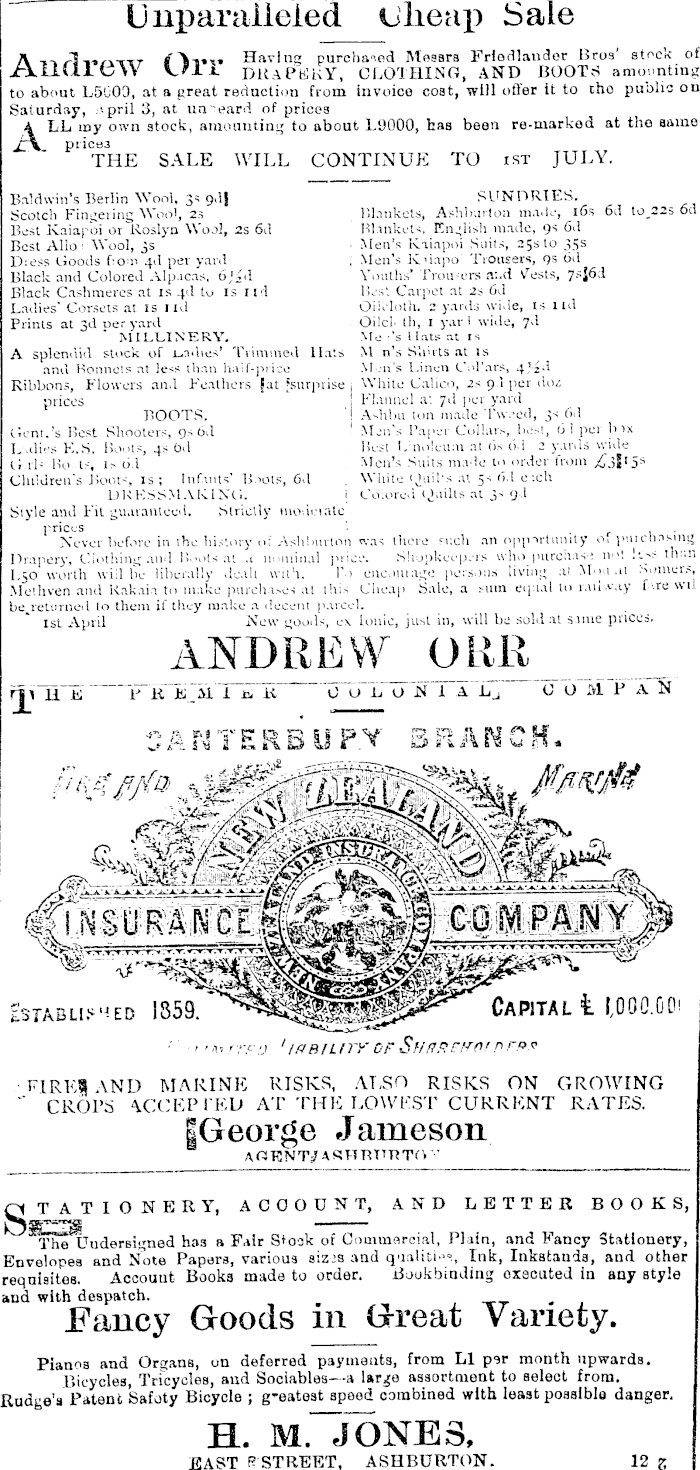 Unparalleled Cheap Sale
Andrew Orr Having purchased Messrs Friedlander Bros' stock of
DRAPERY, CLOTHING, AND BOOTS amounting
to about L5000, at a great reduction from invoice cost, will offer it to the public on
Saturday, April 3, at unheard of prices
ALL my own stock, amounting to about L9000, has been re-marked at the same
prices
THE SALE WILL CONTINUE TO 1ST JULY.
Baldwin's Berlin Wool, 3s 9d
Scotch Fingering Wool, 2s
Best Kaiapoi or Roslyn Wool, 2s 6d
Best Alloa Wool, 3s
Dress Goods from 4d per yard
Black and Colored Alpacas, 6½d
Black Cashmeres at 1s 4d to 1s 11d
Ladies' Corsets at 1s 11d
Prints at 3d per yard
MILLINERY.
A splendid stock of Ladies' Trimmed Hats
and Bonnets at less than half-price
Ribbons, Flowers and Feathers at surprise
prices
BOOTS.
Gent.'s Best Shooters, 9s 6d
Ladies E.S. Boots, 4s 6d
Girls Boots, 1s 6d
Children's Boots, 1s; Infants' Boots, 6d
DRESSMAKING.
Style and Fit guaranteed. Strictly moderate
prices
SUNDRIES.
Blankets, Ashburton made, 16s 6d to 22s 6d
Blankets, English made, 9s 6d
Men's Kaiapoi Suits, 25s to 35s
Men's Kaiapoi Trousers, 9s 6d
Youths' Trousers and Vests, 7s 6d
Best Carpet at 2s 6d
Oilcloth, 2 yards wide, 1s 11d
Oilcloth, 1 yard wide, 7d
Men's Hats at 1s
Men's Shirts at 1s
Men's Linen Collars, 4½d
White Calico, 2s 9d per doz
Flannel at 7d per yard
Ashburton made Tweed, 3s 6d
Men's Paper Collars, best, 6d per box
Best Linoleum at 6s 6d 2 yards wide
Men's Suits made to order from £3 15s
White Quilts at 5s 6d each
Colored Quilts at 3s 9d
Never before in the history of Ashburton was there such an opportunity of purchasing
Drapery, Clothing and Boots at a nominal price. Shopkeepers who purchase not less than
L50 worth will be liberally dealt with. To encourage persons living at Mount Somers,
Methven and Rakaia to make purchases at this Cheap Sale, a sum equal to railway fare will
be returned to them if they make a decent parcel.
1st April New goods, ex Ionic, just in, will be sold at same prices.
ANDREW ORR
THE PREMIER COLONIAL COMPAN
CANTERBURY BRANCH.
FIRE AND MARINE
NEW ZEALAND
NEW ZEALAND INSURANCE COMPANY
INSURANCE COMPANY
ESTABLISHED 1859. CAPITAL £1,000,00
UNLIMITED LIABILITY OF SHAREHOLDERS
FIRE AND MARINE RISKS, ALSO RISKS ON GROWING
CROPS ACCEPTED AT THE LOWEST CURRENT RATES.
George Jameson
AGENT, ASHBURTON
STATIONERY, ACCOUNT, AND LETTER BOOKS,
The Undersigned has a Fair Stock of Commercial, Plain, and Fancy Stationery,
Envelopes and Note Papers, various sizes and qualities, Ink, Inkstands, and other
requisites. Account Books made to order. Bookbinding executed in any style
and with despatch.
Fancy Goods in Great Variety.
Pianos and Organs, on deferred payments, from L1 per month upwards.
Bicycles, Tricycles, and Sociables—a large assortment to select from.
Rudge's Patent Safety Bicycle; greatest speed combined with least possible danger.
H. M. JONES,
EAST STREET, ASHBURTON. 12